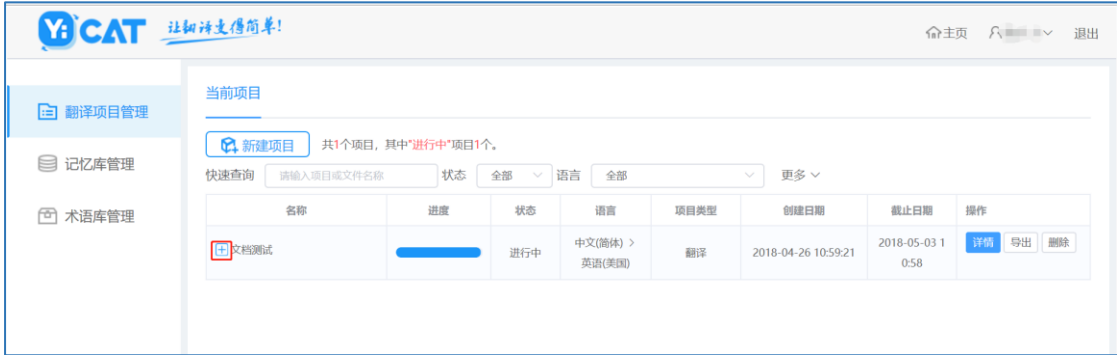 YiCAT 让翻译变得简单!
主页 退出
翻译项目管理
记忆库管理
术语库管理
当前项目
新建项目 共1个项目，其中"进行中"项目1个。
快速查询 请输入项目或文件名称 状态 全部 语言 全部 更多
名称 进度 状态 语言 项目类型 创建日期 截止日期 操作
文档测试 进行中 中文(简体) > 翻译 2018-04-26 10:59:21 2018-05-03 1 详情 导出 删除
英语(美国) 0:58